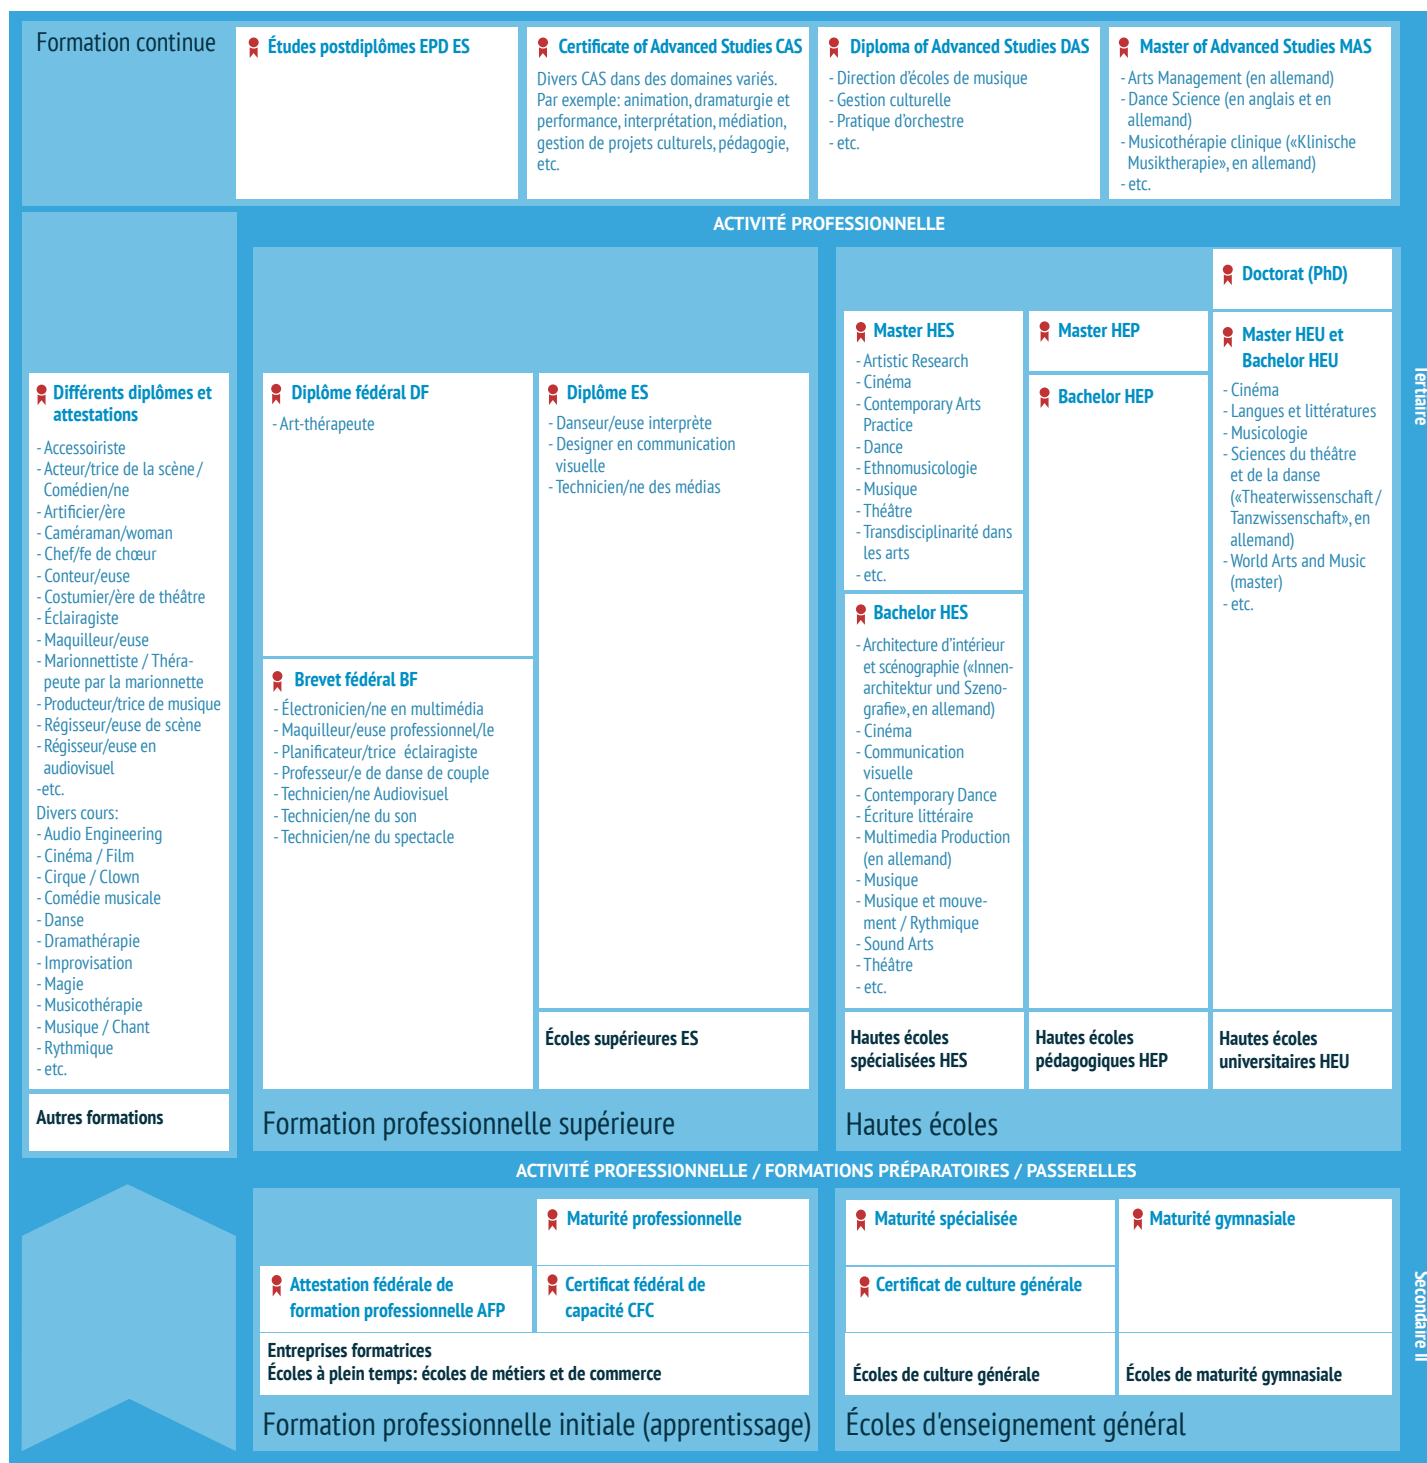 Formation continue
Études postdiplômes EPD ES
Certificate of Advanced Studies CAS
Divers CAS dans des domaines variés.
Par exemple: animation, dramaturgie et
performance, interprétation, médiation,
gestion de projets culturels, pédagogie,
etc.
Diploma of Advanced Studies DAS
- Direction d'écoles de musique
- Gestion culturelle
- Pratique d'orchestre
- etc.
Master of Advanced Studies MAS
- Arts Management (en allemand)
- Dance Science (en anglais et en
allemand)
- Musicothérapie clinique («Klinische
Musiktherapie», en allemand)
- etc.
ACTIVITÉ PROFESSIONNELLE
Différents diplômes et
attestations
- Accessoiriste
- Acteur/trice de la scène /
Comédien/ne
- Artificier/ère
- Caméraman/woman
- Chef/fe de chœur
- Conteur/euse
- Costumier/ère de théâtre
- Éclairagiste
- Maquilleur/euse
- Marionnettiste / Théra-
peute par la marionnette
- Producteur/trice de musique
- Régisseur/euse de scène
- Régisseur/euse en
audiovisuel
-etc.
Divers cours:
- Audio Engineering
- Cinéma / Film
- Cirque / Clown
- Comédie musicale
- Danse
- Dramathérapie
- Improvisation
- Magie
- Musicothérapie
- Musique / Chant
- Rythmique
- etc.
Autres formations
Diplôme fédéral DF
- Art-thérapeute
Brevet fédéral BF
- Électronicien/ne en multimédia
- Maquilleur/euse professionnel/le
- Planificateur/trice éclairagiste
- Professeur/e de danse de couple
- Technicien/ne Audiovisuel
- Technicien/ne du son
- Technicien/ne du spectacle
Diplôme ES
- Danseur/euse interprète
- Designer en communication
visuelle
- Technicien/ne des médias
Écoles supérieures ES
Formation professionnelle supérieure
Master HES
- Artistic Research
- Cinéma
- Contemporary Arts
Practice
- Dance
- Ethnomusicologie
- Musique
- Théâtre
- Transdisciplinarité dans
les arts
- etc.
Bachelor HES
- Architecture d'intérieur
et scénographie («Innen-
architektur und Szeno-
grafie», en allemand)
- Cinéma
- Communication
visuelle
- Contemporary Dance
- Écriture littéraire
- Multimedia Production
(en allemand)
- Musique
- Musique et mouve-
ment / Rythmique
- Sound Arts
- Théâtre
- etc.
Hautes écoles
spécialisées HES
Master HEP
Bachelor HEP
Hautes écoles
pédagogiques HEP
Doctorat (PhD)
Master HEU et
Bachelor HEU
- Cinéma
- Langues et littératures
- Musicologie
- Sciences du théâtre
et de la danse
(«Theaterwissenschaft /
Tanzwissenschaft», en
allemand)
- World Arts and Music
(master)
- etc.
Hautes écoles
universitaires HEU
Hautes écoles
Tertiaire
ACTIVITÉ PROFESSIONNELLE / FORMATIONS PRÉPARATOIRES / PASSERELLES
Maturité professionnelle
Attestation fédérale de
formation professionnelle AFP
Certificat fédéral de
capacité CFC
Entreprises formatrices
Écoles à plein temps: écoles de métiers et de commerce
Formation professionnelle initiale (apprentissage)
Maturité spécialisée
Certificat de culture générale
Écoles de culture générale
Maturité gymnasiale
Écoles de maturité gymnasiale
Écoles d'enseignement général
Secondaire II